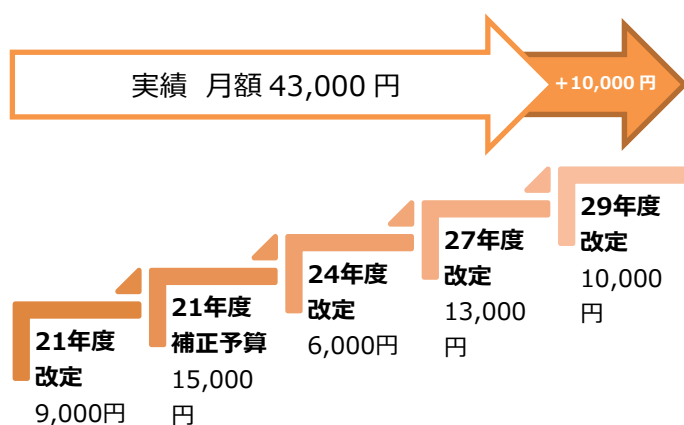 実績 月額 43,000 円
+10,000 円
21年度
改定
9,000円
21年度
補正予算
15,000
円
24年度
改定
6,000円
27年度
改定
13,000
円
29年度
改定
10,000
円